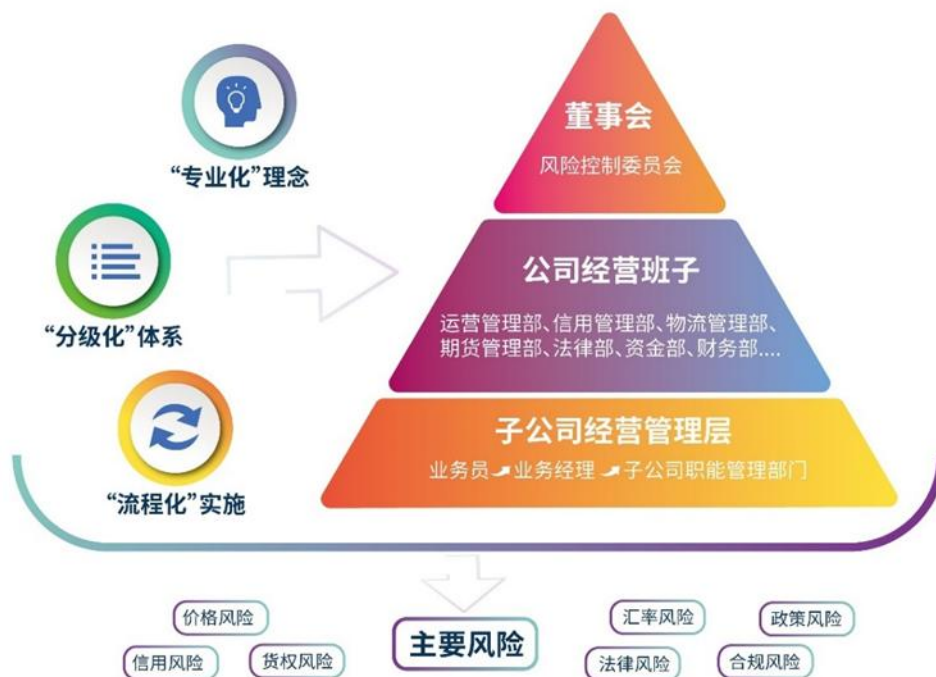 “专业化”理念
“分级化”体系
“流程化”实施
董事会
风险控制委员会
公司经营班子
运营管理部、信用管理部、物流管理部、
期货管理部、法律部、资金部、财务部....
子公司经营管理层
业务员 业务经理 子公司职能管理部门
价格风险
信用风险
货权风险
主要风险
汇率风险
政策风险
法律风险
合规风险